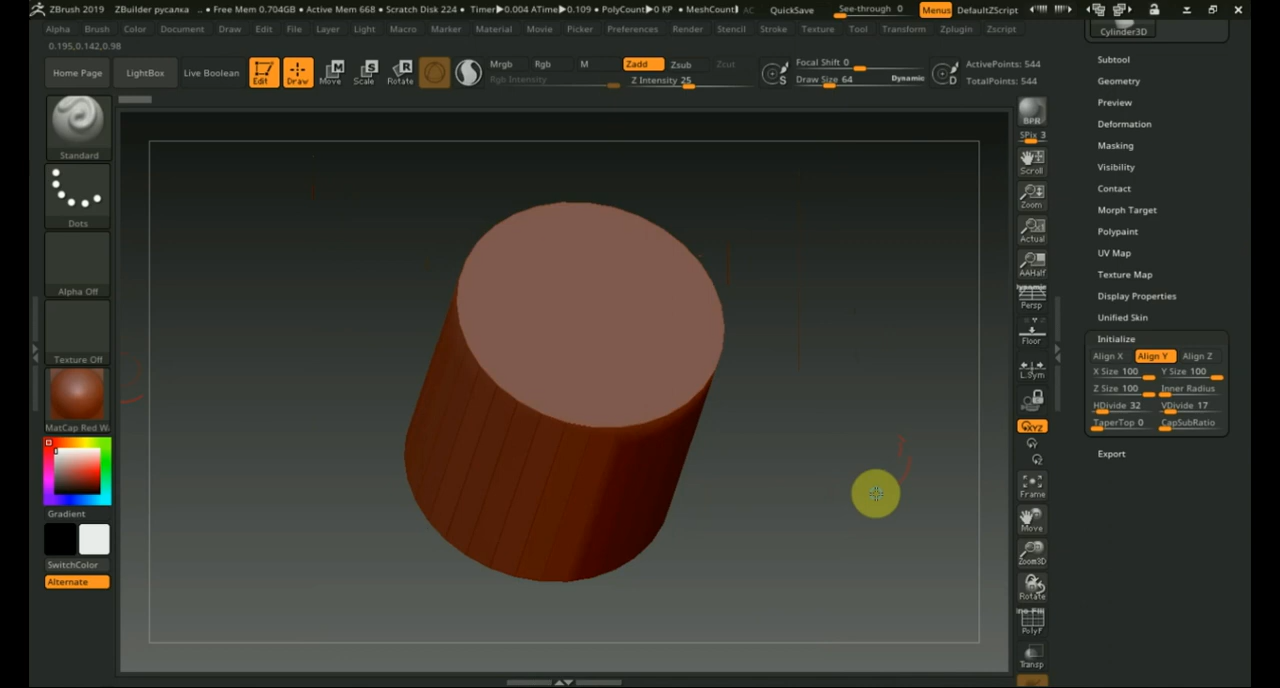 ZBrush 2019 ZBuilder русалка .. • Free Mem 0.704GB • Active Mem 668 • Scratch Disk 224 • Timer▶0.004 ATime▶0.109 • PolyCount▶0 KP • MeshCount▶ AC QuickSave See-through 0 Menus DefaultZScript
Alpha Brush Color Document Draw Edit File Layer Light Macro Marker Material Movie Picker Preferences Render Stencil Stroke Texture Tool Transform Zplugin Zscript
0.195,0.142,0.98
Home Page LightBox Live Boolean Edit Draw Move Scale Rotate
Mrgb Rgb M Zadd Zsub Zcut
Rgb Intensity Z Intensity 25
S
Focal Shift 0
Draw Size 64 Dynamic
D
ActivePoints: 544
TotalPoints: 544
Standard
Dots
Alpha Off
Texture Off
MatCap Red W
Gradient
SwitchColor
Alternate
BPR
SPix 3
Scroll
Zoom
Actual
AAHalf
Persp
Floor
L.Sym
XYZ
Y
Z
Frame
Move
Zoom3D
Rotate
PolyF
Transp
Cylinder3D
Subtool
Geometry
Preview
Deformation
Masking
Visibility
Contact
Morph Target
Polypaint
UV Map
Texture Map
Display Properties
Unified Skin
Initialize
Align X Align Y Align Z
X Size 100 Y Size 100
Z Size 100 Inner Radius
HDivide 32 VDivide 17
TaperTop 0 CapSubRatio
Export